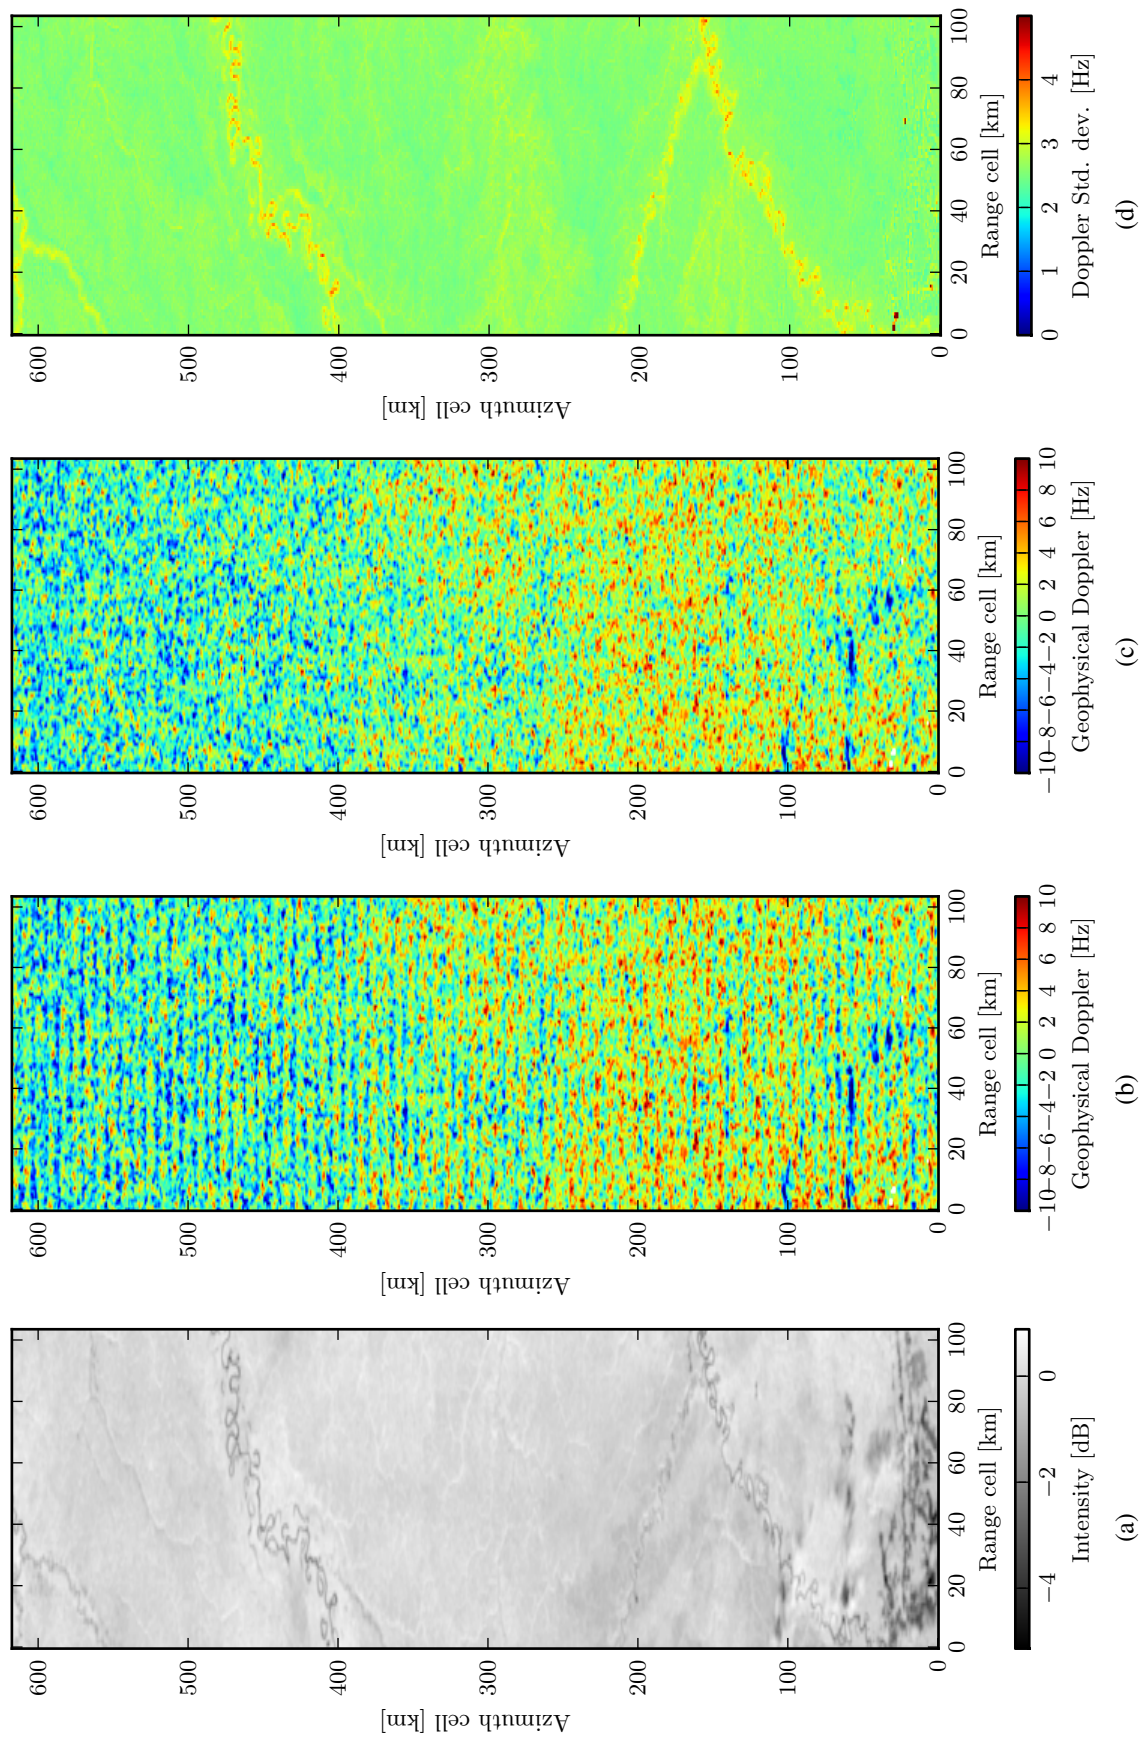 600
500
400
300
200
100
0
Azimuth cell [km]
0 20 40 60 80 100
Range cell [km]
−4 −2 0
Intensity [dB]
(a)
600
500
400
300
200
100
0
Azimuth cell [km]
0 20 40 60 80 100
Range cell [km]
−10 −8 −6 −4 −2 0 2 4 6 8 10
Geophysical Doppler [Hz]
(b)
600
500
400
300
200
100
0
Azimuth cell [km]
0 20 40 60 80 100
Range cell [km]
−10 −8 −6 −4 −2 0 2 4 6 8 10
Geophysical Doppler [Hz]
(c)
600
500
400
300
200
100
0
Azimuth cell [km]
0 20 40 60 80 100
Range cell [km]
0 1 2 3 4
Doppler Std. dev. [Hz]
(d)